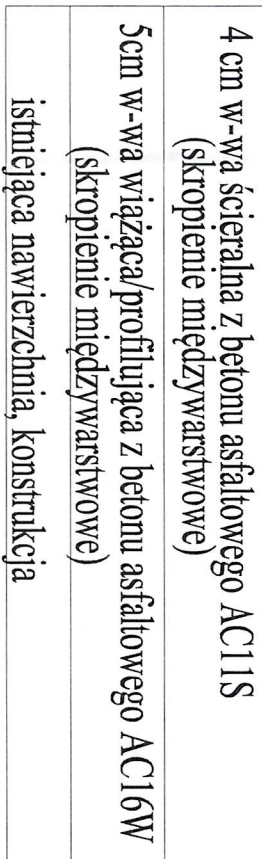 4 cm w-wa ścieralna z betonu asfaltowego AC11S
(skropienie międzywarstwowe)
5cm w-wa wiążąca/profilująca z betonu asfaltowego AC16W
(skropienie międzywarstwowe)
istniejąca nawierzchnia, konstrukcja